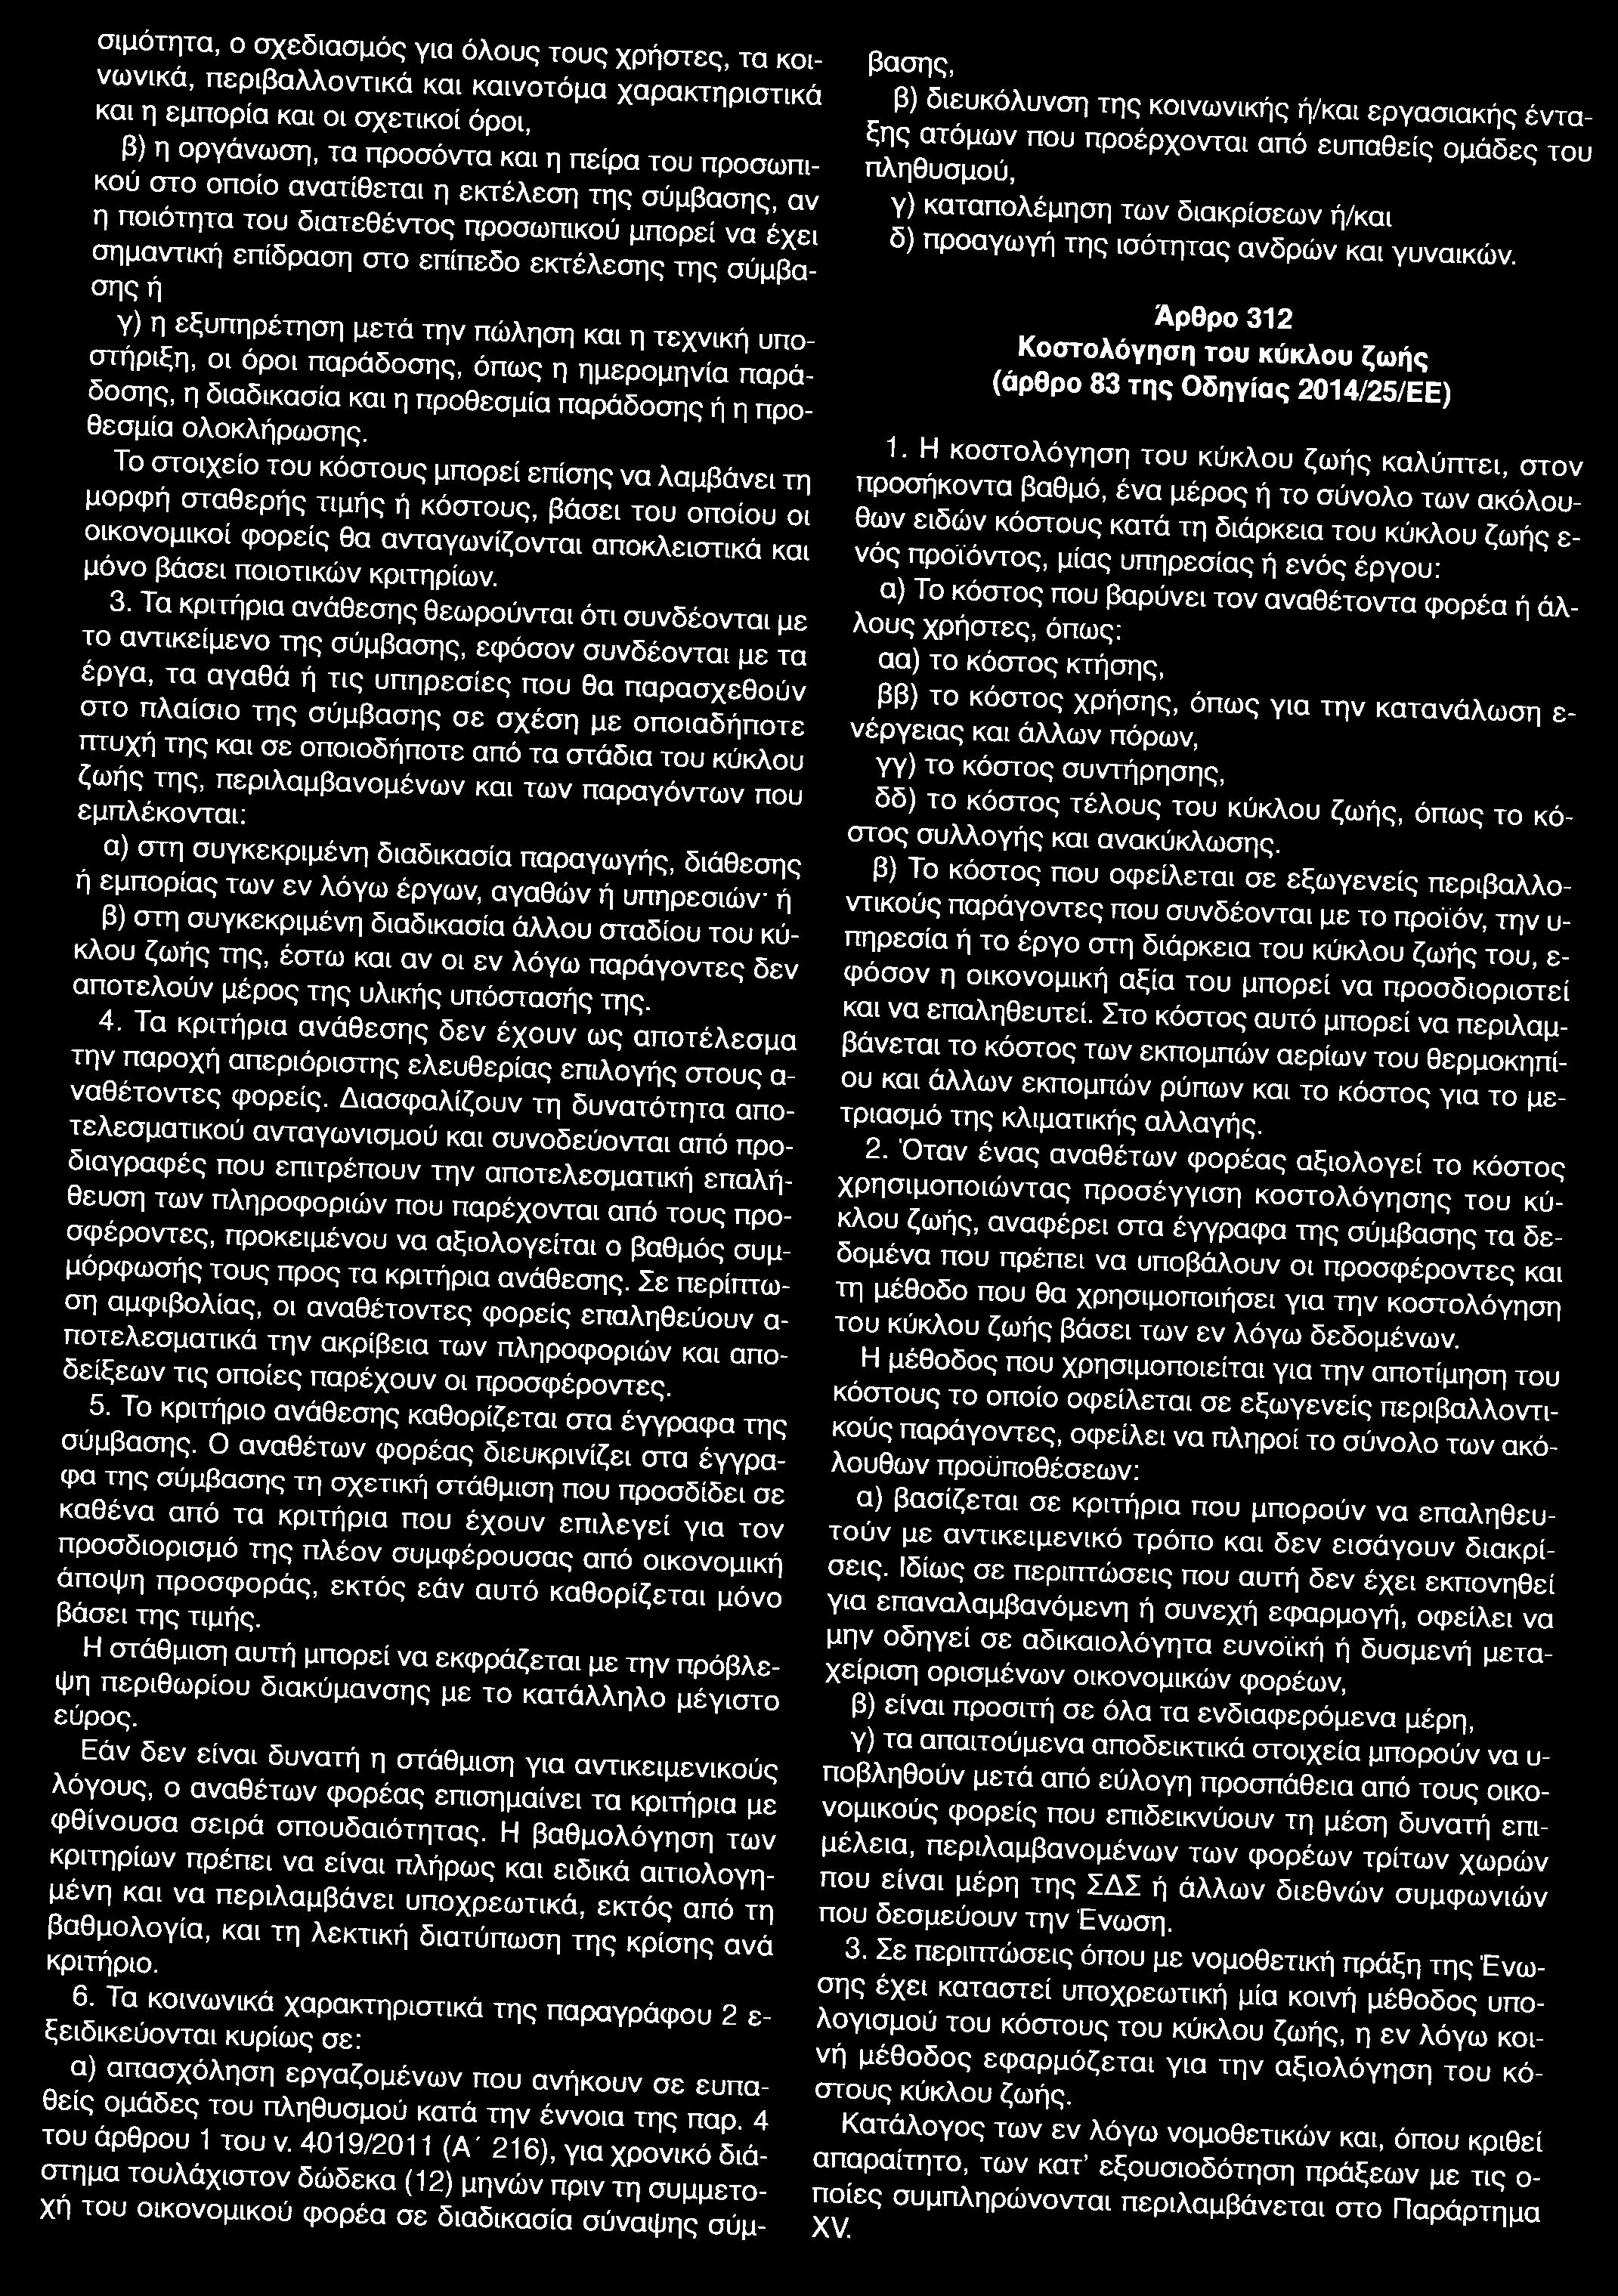 σιμότητα, ο σχεδιασμός για όλους τους χρήστες, τα κοι-
νωνικά, περιβαλλοντικά και καινοτόμα χαρακτηριστικά
και η εμπορία και οι σχετικοί όροι,
β) η οργάνωση, τα προσόντα και η πείρα του προσωπι-
κού στο οποίο ανατίθεται η εκτέλεση της σύμβασης, αν
η ποιότητα του διατεθέντος προσωπικού μπορεί να έχει
σημαντική επίδραση στο επίπεδο εκτέλεσης της σύμβα-
σης ή
γ) η εξυπηρέτηση μετά την πώληση και η τεχνική υπο-
στήριξη, οι όροι παράδοσης, όπως η ημερομηνία παρά-
δοσης, η διαδικασία και η προθεσμία παράδοσης ή η προ-
θεσμία ολοκλήρωσης.
Το στοιχείο του κόστους μπορεί επίσης να λαμβάνει τη
μορφή σταθερής τιμής ή κόστους, βάσει του οποίου οι
οικονομικοί φορείς θα ανταγωνίζονται αποκλειστικά και
μόνο βάσει ποιοτικών κριτηρίων.
3. Τα κριτήρια ανάθεσης θεωρούνται ότι συνδέονται με
το αντικείμενο της σύμβασης, εφόσον συνδέονται με τα
έργα, τα αγαθά ή τις υπηρεσίες που θα παρασχεθούν
στο πλαίσιο της σύμβασης σε σχέση με οποιαδήποτε
πτυχή της και σε οποιοδήποτε από τα στάδια του κύκλου
ζωής της, περιλαμβανομένων και των παραγόντων που
εμπλέκονται:
α) στη συγκεκριμένη διαδικασία παραγωγής, διάθεσης
ή εμπορίας των εν λόγω έργων, αγαθών ή υπηρεσιών· ή
β) στη συγκεκριμένη διαδικασία άλλου σταδίου του κύ-
κλου ζωής της, έστω και αν οι εν λόγω παράγοντες δεν
αποτελούν μέρος της υλικής υπόστασής της.
4. Τα κριτήρια ανάθεσης δεν έχουν ως αποτέλεσμα
την παροχή απεριόριστης ελευθερίας επιλογής στους α-
ναθέτοντες φορείς. Διασφαλίζουν τη δυνατότητα απο-
τελεσματικού ανταγωνισμού και συνοδεύονται από προ-
διαγραφές που επιτρέπουν την αποτελεσματική επαλή-
θευση των πληροφοριών που παρέχονται από τους προ-
σφέροντες, προκειμένου να αξιολογείται ο βαθμός συμ-
μόρφωσής τους προς τα κριτήρια ανάθεσης. Σε περίπτω-
ση αμφιβολίας, οι αναθέτοντες φορείς επαληθεύουν α-
ποτελεσματικά την ακρίβεια των πληροφοριών και απο-
δείξεων τις οποίες παρέχουν οι προσφέροντες.
5. Το κριτήριο ανάθεσης καθορίζεται στα έγγραφα της
σύμβασης. Ο αναθέτων φορέας διευκρινίζει στα έγγρα-
φα της σύμβασης τη σχετική στάθμιση που προσδίδει σε
καθένα από τα κριτήρια που έχουν επιλεγεί για τον
προσδιορισμό της πλέον συμφέρουσας από οικονομική
άποψη προσφοράς, εκτός εάν αυτό καθορίζεται μόνο
βάσει της τιμής.
Η στάθμιση αυτή μπορεί να εκφράζεται με την πρόβλε-
ψη περιθωρίου διακύμανσης με το κατάλληλο μέγιστο
εύρος.
Εάν δεν είναι δυνατή η στάθμιση για αντικειμενικούς
λόγους, ο αναθέτων φορέας επισημαίνει τα κριτήρια με
φθίνουσα σειρά σπουδαιότητας. Η βαθμολόγηση των
κριτηρίων πρέπει να είναι πλήρως και ειδικά αιτιολογη-
μένη και να περιλαμβάνει υποχρεωτικά, εκτός από τη
βαθμολογία, και τη λεκτική διατύπωση της κρίσης ανά
κριτήριο.
6. Τα κοινωνικά χαρακτηριστικά της παραγράφου 2 ε-
ξειδικεύονται κυρίως σε:
α) απασχόληση εργαζομένων που ανήκουν σε ευπα-
θείς ομάδες του πληθυσμού κατά την έννοια της παρ. 4
του άρθρου 1 του ν. 4019/2011 (Α΄ 216), για χρονικό διά-
στημα τουλάχιστον δώδεκα (12) μηνών πριν τη συμμετο-
χή του οικονομικού φορέα σε διαδικασία σύναψης σύμ-
βασης,
β) διευκόλυνση της κοινωνικής ή/και εργασιακής έντα-
ξης ατόμων που προέρχονται από ευπαθείς ομάδες του
πληθυσμού,
γ) καταπολέμηση των διακρίσεων ή/και
δ) προαγωγή της ισότητας ανδρών και γυναικών.
Άρθρο 312
Κοστολόγηση του κύκλου ζωής
(άρθρο 83 της Οδηγίας 2014/25/ΕΕ)
1. Η κοστολόγηση του κύκλου ζωής καλύπτει, στον
προσήκοντα βαθμό, ένα μέρος ή το σύνολο των ακόλου-
θων ειδών κόστους κατά τη διάρκεια του κύκλου ζωής ε-
νός προϊόντος, μίας υπηρεσίας ή ενός έργου:
α) Το κόστος που βαρύνει τον αναθέτοντα φορέα ή άλ-
λους χρήστες, όπως:
αα) το κόστος κτήσης,
ββ) το κόστος χρήσης, όπως για την κατανάλωση ε-
νέργειας και άλλων πόρων,
γγ) το κόστος συντήρησης,
δδ) το κόστος τέλους του κύκλου ζωής, όπως το κό-
στος συλλογής και ανακύκλωσης.
β) Το κόστος που οφείλεται σε εξωγενείς περιβαλλο-
ντικούς παράγοντες που συνδέονται με το προϊόν, την υ-
πηρεσία ή το έργο στη διάρκεια του κύκλου ζωής του, ε-
φόσον η οικονομική αξία του μπορεί να προσδιοριστεί
και να επαληθευτεί. Στο κόστος αυτό μπορεί να περιλαμ-
βάνεται το κόστος των εκπομπών αερίων του θερμοκηπί-
ου και άλλων εκπομπών ρύπων και το κόστος για το με-
τριασμό της κλιματικής αλλαγής.
2. Όταν ένας αναθέτων φορέας αξιολογεί το κόστος
χρησιμοποιώντας προσέγγιση κοστολόγησης του κύ-
κλου ζωής, αναφέρει στα έγγραφα της σύμβασης τα δε-
δομένα που πρέπει να υποβάλουν οι προσφέροντες και
τη μέθοδο που θα χρησιμοποιήσει για την κοστολόγηση
του κύκλου ζωής βάσει των εν λόγω δεδομένων.
Η μέθοδος που χρησιμοποιείται για την αποτίμηση του
κόστους το οποίο οφείλεται σε εξωγενείς περιβαλλοντι-
κούς παράγοντες, οφείλει να πληροί το σύνολο των ακό-
λουθων προϋποθέσεων:
α) βασίζεται σε κριτήρια που μπορούν να επαληθευ-
τούν με αντικειμενικό τρόπο και δεν εισάγουν διακρί-
σεις. Ιδίως σε περιπτώσεις που αυτή δεν έχει εκπονηθεί
για επαναλαμβανόμενη ή συνεχή εφαρμογή, οφείλει να
μην οδηγεί σε αδικαιολόγητα ευνοϊκή ή δυσμενή μετα-
χείριση ορισμένων οικονομικών φορέων,
β) είναι προσιτή σε όλα τα ενδιαφερόμενα μέρη,
γ) τα απαιτούμενα αποδεικτικά στοιχεία μπορούν να υ-
ποβληθούν μετά από εύλογη προσπάθεια από τους οικο-
νομικούς φορείς που επιδεικνύουν τη μέση δυνατή επι-
μέλεια, περιλαμβανομένων των φορέων τρίτων χωρών
που είναι μέρη της ΣΔΣ ή άλλων διεθνών συμφωνιών
που δεσμεύουν την Ένωση.
3. Σε περιπτώσεις όπου με νομοθετική πράξη της Ένω-
σης έχει καταστεί υποχρεωτική μία κοινή μέθοδος υπο-
λογισμού του κόστους του κύκλου ζωής, η εν λόγω κοι-
νή μέθοδος εφαρμόζεται για την αξιολόγηση του κό-
στους κύκλου ζωής.
Κατάλογος των εν λόγω νομοθετικών και, όπου κριθεί
απαραίτητο, των κατ’ εξουσιοδότηση πράξεων με τις ο-
ποίες συμπληρώνονται περιλαμβάνεται στο Παράρτημα
XV.